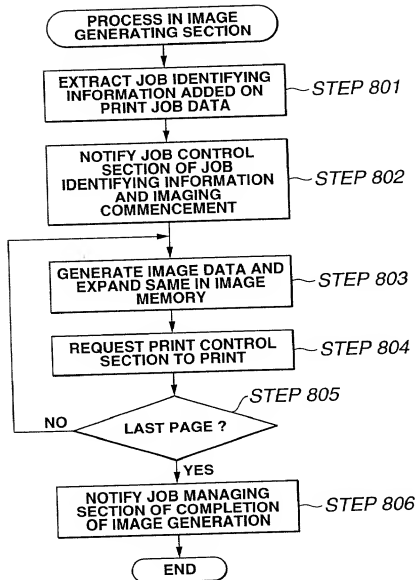 PROCESS IN IMAGE
GENERATING SECTION
EXTRACT JOB IDENTIFYING
INFORMATION ADDED ON
PRINT JOB DATA
STEP 801
NOTIFY JOB CONTROL
SECTION OF JOB
IDENTIFYING INFORMATION
AND IMAGING
COMMENCEMENT
STEP 802
GENERATE IMAGE DATA AND
EXPAND SAME IN IMAGE
MEMORY
STEP 803
REQUEST PRINT CONTROL
SECTION TO PRINT
STEP 804
STEP 805
LAST PAGE ?
NO
YES
NOTIFY JOB MANAGING
SECTION OF COMPLETION
OF IMAGE GENERATION
STEP 806
END